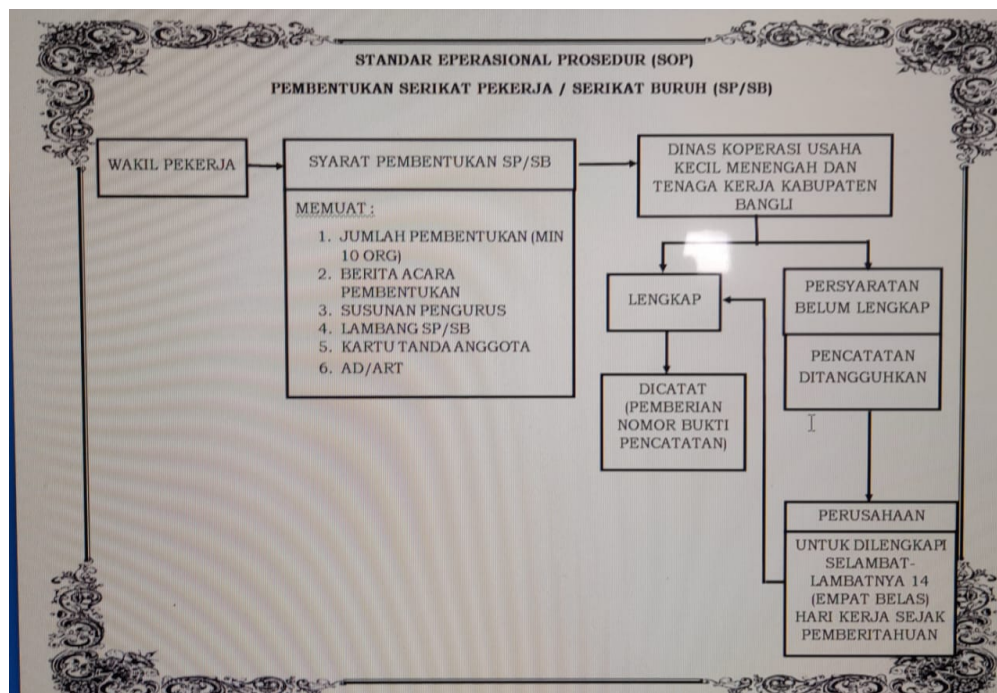 STANDAR EPERASIONAL PROSEDUR (SOP)
PEMBENTUKAN SERIKAT PEKERJA / SERIKAT BURUH (SP/SB)
WAKIL PEKERJA
SYARAT PEMBENTUKAN SP/SB
MEMUAT :
1. JUMLAH PEMBENTUKAN (MIN
10 ORG)
2. BERITA ACARA
PEMBENTUKAN
3. SUSUNAN PENGURUS
4. LAMBANG SP/SB
5. KARTU TANDA ANGGOTA
6. AD/ART
DINAS KOPERASI USAHA
KECIL MENENGAH DAN
TENAGA KERJA KABUPATEN
BANGLI
LENGKAP
DICATAT
(PEMBERIAN
NOMOR BUKTI
PENCATATAN)
PERSYARATAN
BELUM LENGKAP
PENCATATAN
DITANGGUHKAN
PERUSAHAAN
UNTUK DILENGKAPI
SELAMBAT-
LAMBATNYA 14
(EMPAT BELAS)
HARI KERJA SEJAK
PEMBERITAHUAN